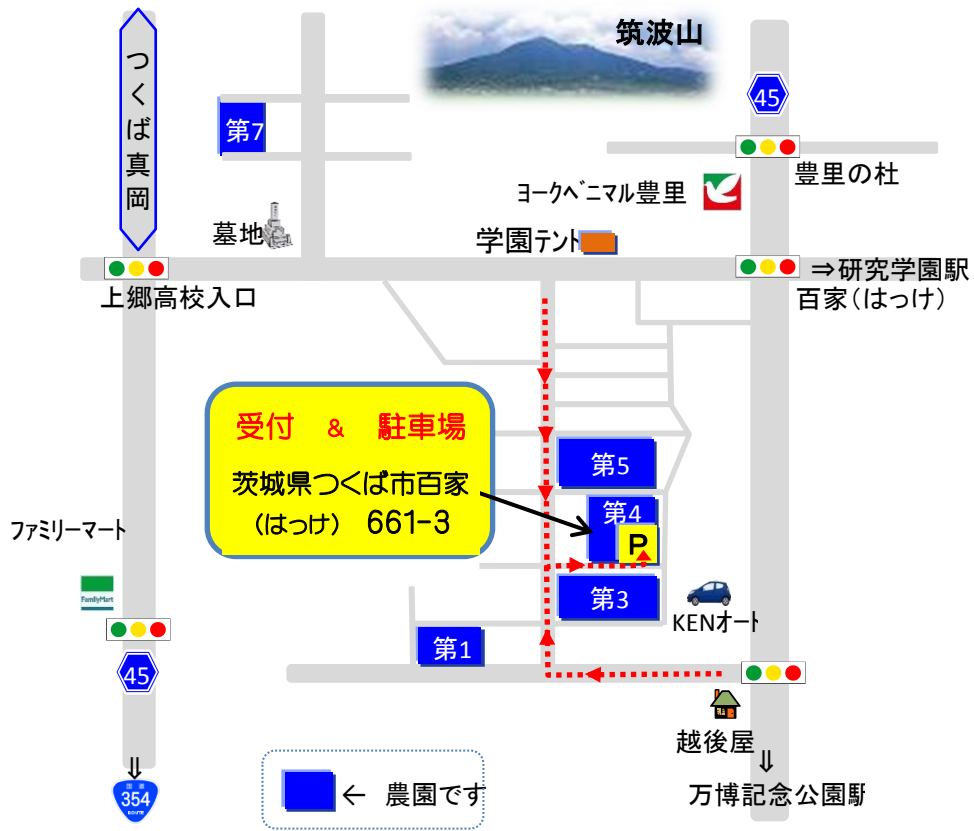 筑波山
つくば真岡
45
第7
豊里の杜
ヨークベニマル豊里
墓地
学園テント
上郷高校入口
⇒研究学園駅
百家(はっけ)
受付 & 駐車場
茨城県つくば市百家
(はっけ) 661-3
第5
第4
P
ファミリーマート
FamilyMart
第3
KENオート
第1
45
越後屋
⇓
万博記念公園駅
⇓
国道
354
ROUTE
← 農園です